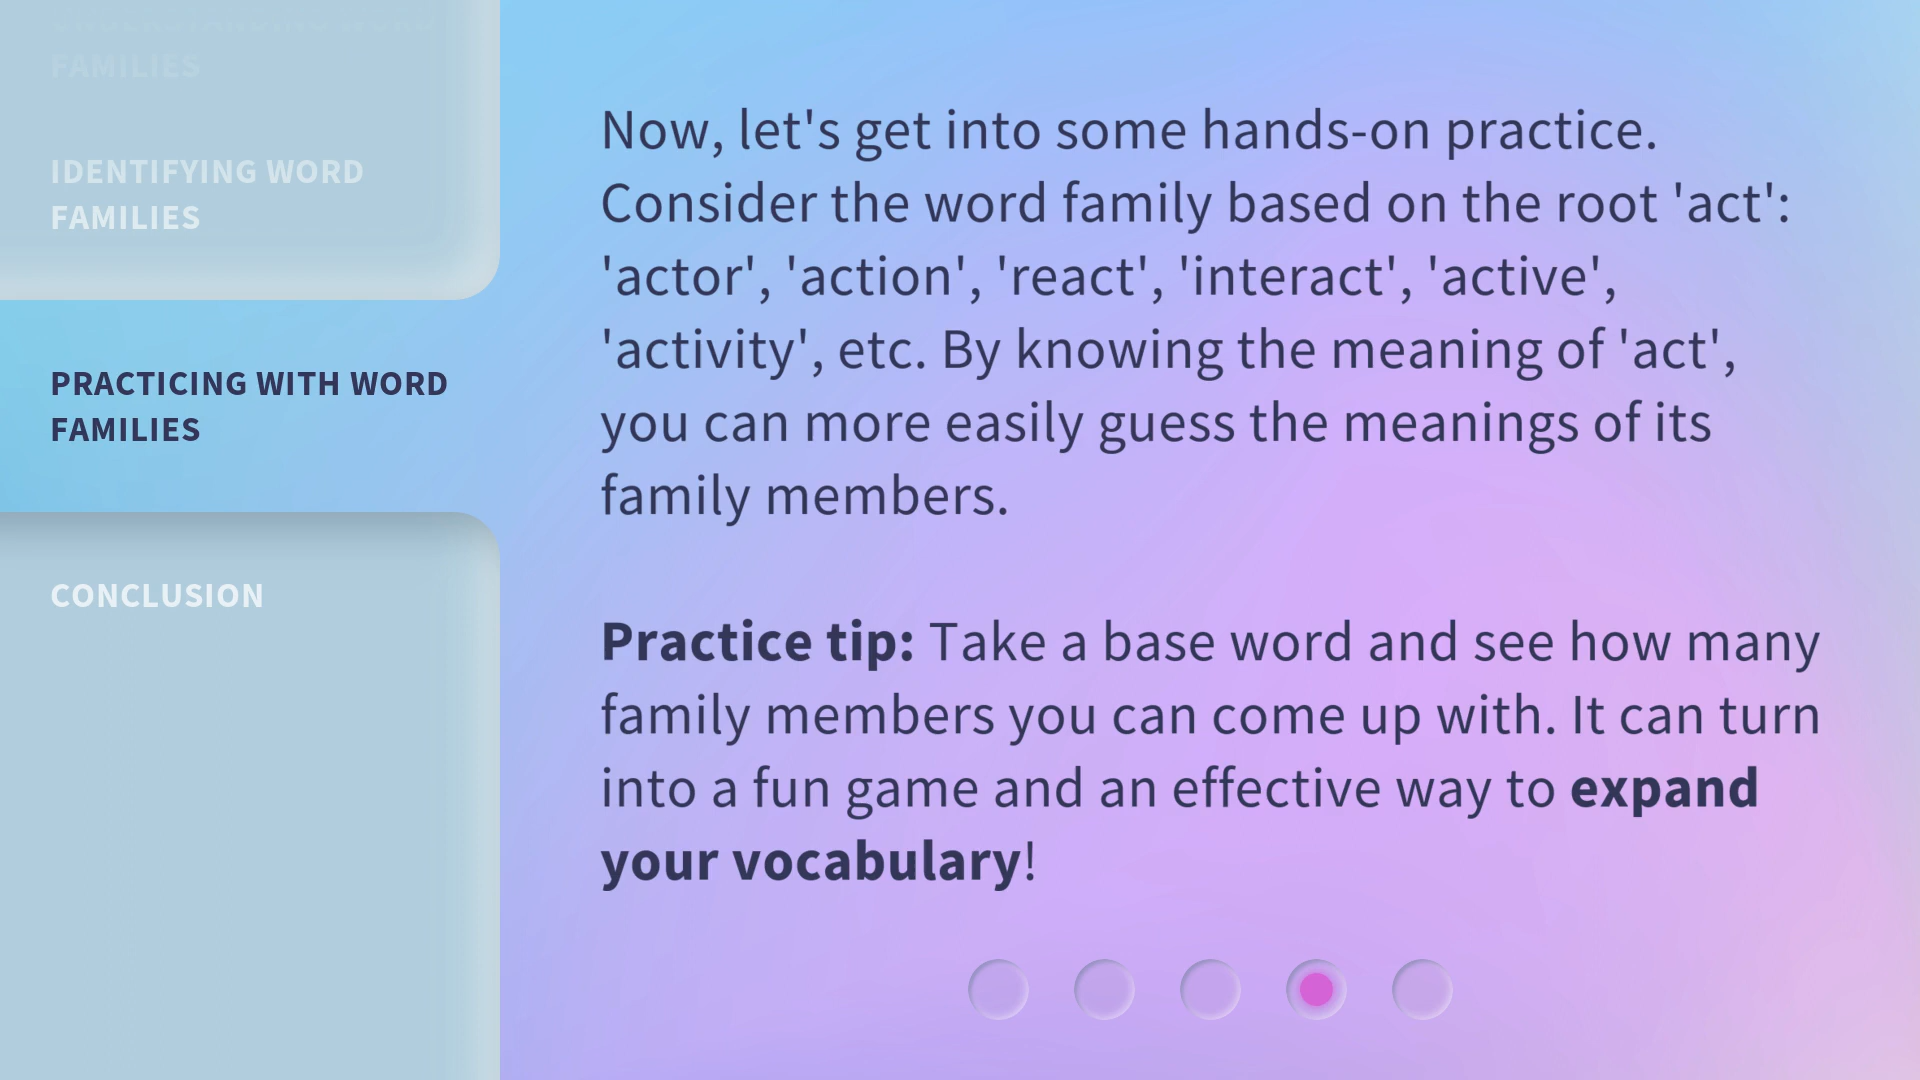 UNDERSTANDING WORD
FAMILIES
IDENTIFYING WORD
FAMILIES
PRACTICING WITH WORD
FAMILIES
CONCLUSION
Now, let's get into some hands-on practice.
Consider the word family based on the root 'act':
'actor', 'action', 'react', 'interact', 'active',
'activity', etc. By knowing the meaning of 'act',
you can more easily guess the meanings of its
family members.
Practice tip: Take a base word and see how many
family members you can come up with. It can turn
into a fun game and an effective way to expand
your vocabulary!